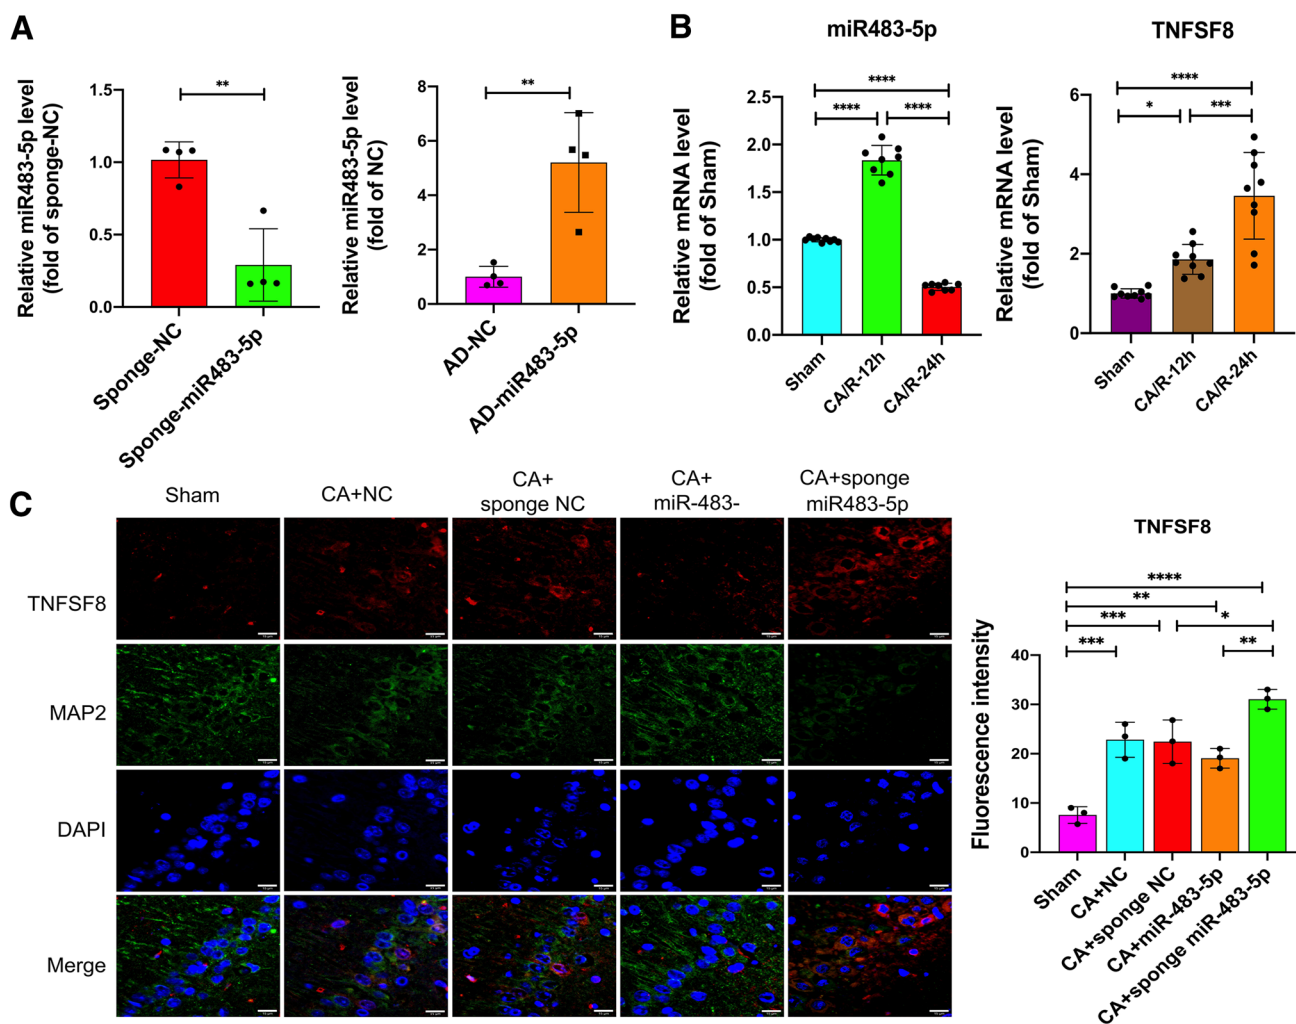 A
Relative miR483-5p level
(fold of sponge-NC)
1.5
1.0
0.5
0.0
**
Sponge-NC
Sponge-miR483-5p
Relative miR483-5p level
(fold of NC)
8
6
4
2
0
**
AD-NC
AD-miR483-5p
B
miR483-5p
Relative mRNA level
(fold of Sham)
2.5
2.0
1.5
1.0
0.5
0.0
****
**** ****
Sham
CA/R-12h
CA/R-24h
TNFSF8
Relative mRNA level
(fold of Sham)
6
4
2
0
****
* ***
Sham
CA/R-12h
CA/R-24h
C
Sham
CA+NC
CA+
sponge NC
CA+
miR-483-
CA+sponge
miR483-5p
TNFSF8
MAP2
DAPI
Merge
TNFSF8
Fluorescence intensity
40
30
20
10
0
****
**
*** *
*** **
Sham
CA+NC
CA+sponge NC
CA+miR-483-5p
CA+sponge miR-483-5p